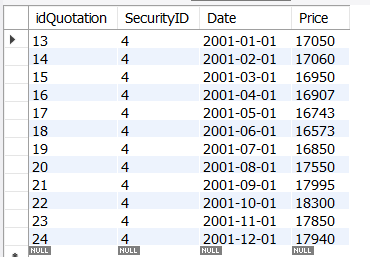 idQuotation SecurityID Date Price
13 4 2001-01-01 17050
14 4 2001-02-01 17060
15 4 2001-03-01 16950
16 4 2001-04-01 16907
17 4 2001-05-01 16743
18 4 2001-06-01 16573
19 4 2001-07-01 16850
20 4 2001-08-01 17550
21 4 2001-09-01 17995
22 4 2001-10-01 18300
23 4 2001-11-01 17850
24 4 2001-12-01 17940
NULL NULL NULL NULL